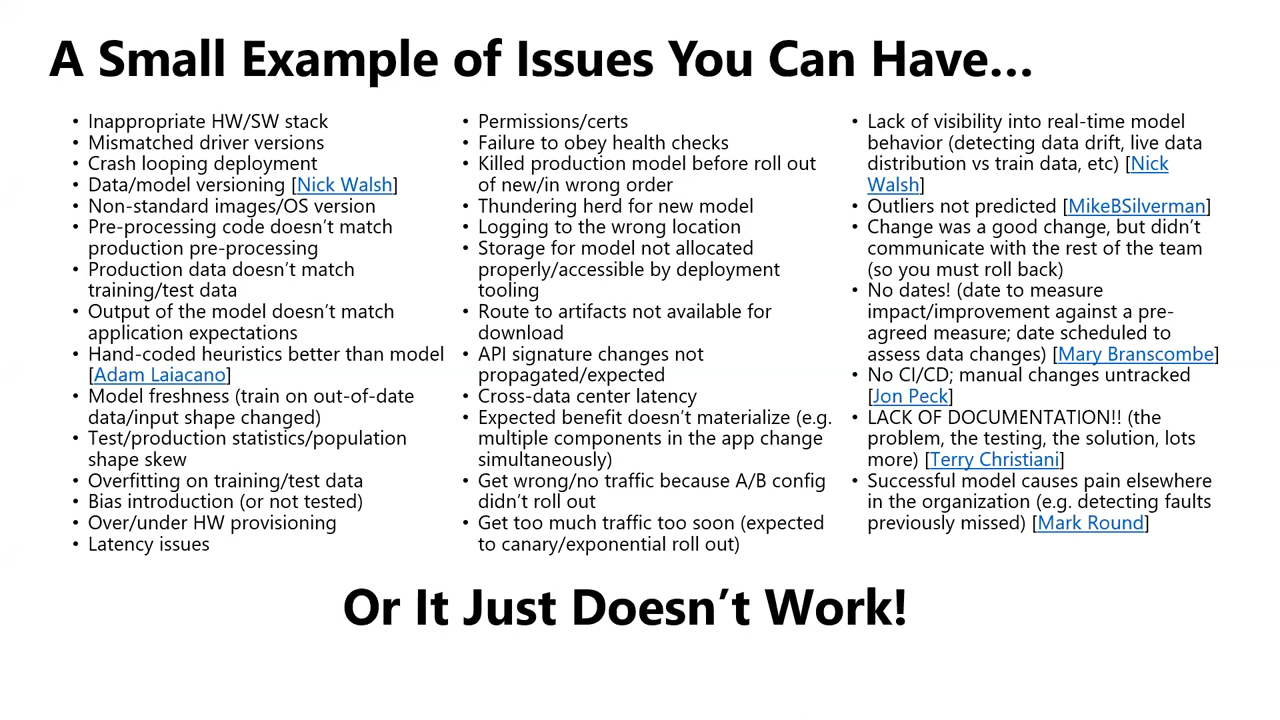 A Small Example of Issues You Can Have...
• Inappropriate HW/SW stack
• Mismatched driver versions
• Crash looping deployment
• Data/model versioning [Nick Walsh]
• Non-standard images/OS version
• Pre-processing code doesn't match
production pre-processing
• Production data doesn't match
training/test data
• Output of the model doesn't match
application expectations
• Hand-coded heuristics better than model
[Adam Laiacano]
• Model freshness (train on out-of-date
data/input shape changed)
• Test/production statistics/population
shape skew
• Overfitting on training/test data
• Bias introduction (or not tested)
• Over/under HW provisioning
• Latency issues
• Permissions/certs
• Failure to obey health checks
• Killed production model before roll out
of new/in wrong order
• Thundering herd for new model
• Logging to the wrong location
• Storage for model not allocated
properly/accessible by deployment
tooling
• Route to artifacts not available for
download
• API signature changes not
propagated/expected
• Cross-data center latency
• Expected benefit doesn't materialize (e.g.
multiple components in the app change
simultaneously)
• Get wrong/no traffic because A/B config
didn't roll out
• Get too much traffic too soon (expected
to canary/exponential roll out)
• Lack of visibility into real-time model
behavior (detecting data drift, live data
distribution vs train data, etc) [Nick
Walsh]
• Outliers not predicted [MikeBSilverman]
• Change was a good change, but didn't
communicate with the rest of the team
(so you must roll back)
• No dates! (date to measure
impact/improvement against a pre-
agreed measure; date scheduled to
assess data changes) [Mary Branscombe]
• No CI/CD; manual changes untracked
[Jon Peck]
• LACK OF DOCUMENTATION!! (the
problem, the testing, the solution, lots
more) [Terry Christiani]
• Successful model causes pain elsewhere
in the organization (e.g. detecting faults
previously missed) [Mark Round]
Or It Just Doesn't Work!